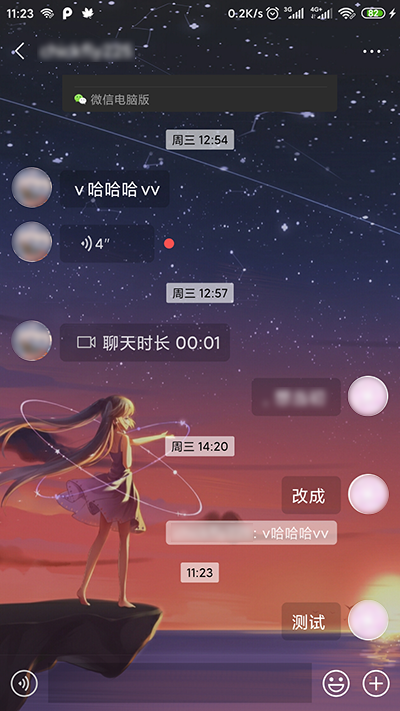 11:23
0:2K/s 3G 4G+ 82
微信电脑版
周三 12:54
v哈哈哈vv
4"
周三 12:57
聊天时长 00:01
周三 14:20
改成
: v哈哈哈vv
11:23
测试